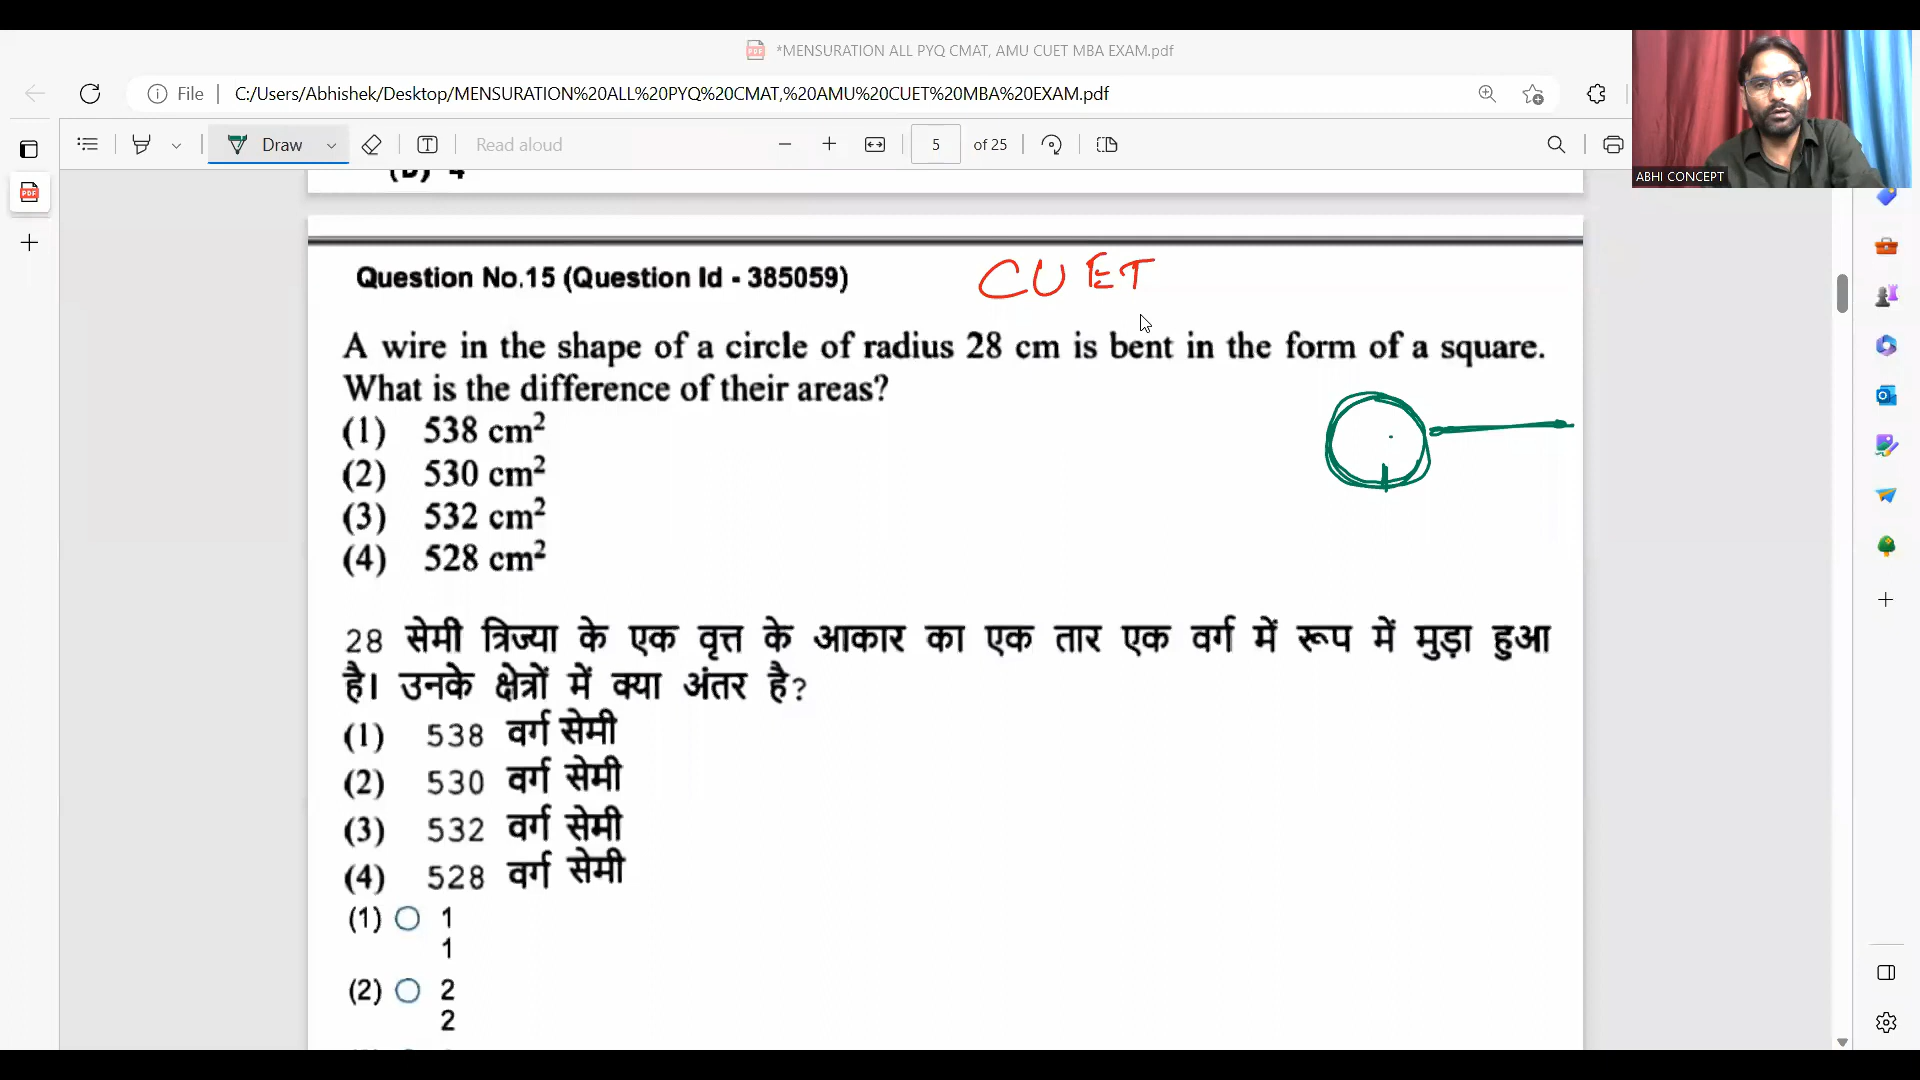 *MENSURATION ALL PYQ CMAT, AMU CUET MBA EXAM.pdf
File C:/Users/Abhishek/Desktop/MENSURATION%20ALL%20PYQ%20CMAT,%20AMU%20CUET%20MBA%20EXAM.pdf
Draw Read aloud 5 of 25
ABHI CONCEPT
(D) 4
Question No.15 (Question Id - 385059) CUET
A wire in the shape of a circle of radius 28 cm is bent in the form of a square.
What is the difference of their areas?
(1) 538 cm²
(2) 530 cm²
(3) 532 cm²
(4) 528 cm²
28 सेमी त्रिज्या के एक वृत्त के आकार का एक तार एक वर्ग में रूप में मुड़ा हुआ
है। उनके क्षेत्रों में क्या अंतर है?
(1) 538 वर्ग सेमी
(2) 530 वर्ग सेमी
(3) 532 वर्ग सेमी
(4) 528 वर्ग सेमी
(1) 1
1
(2) 2
2